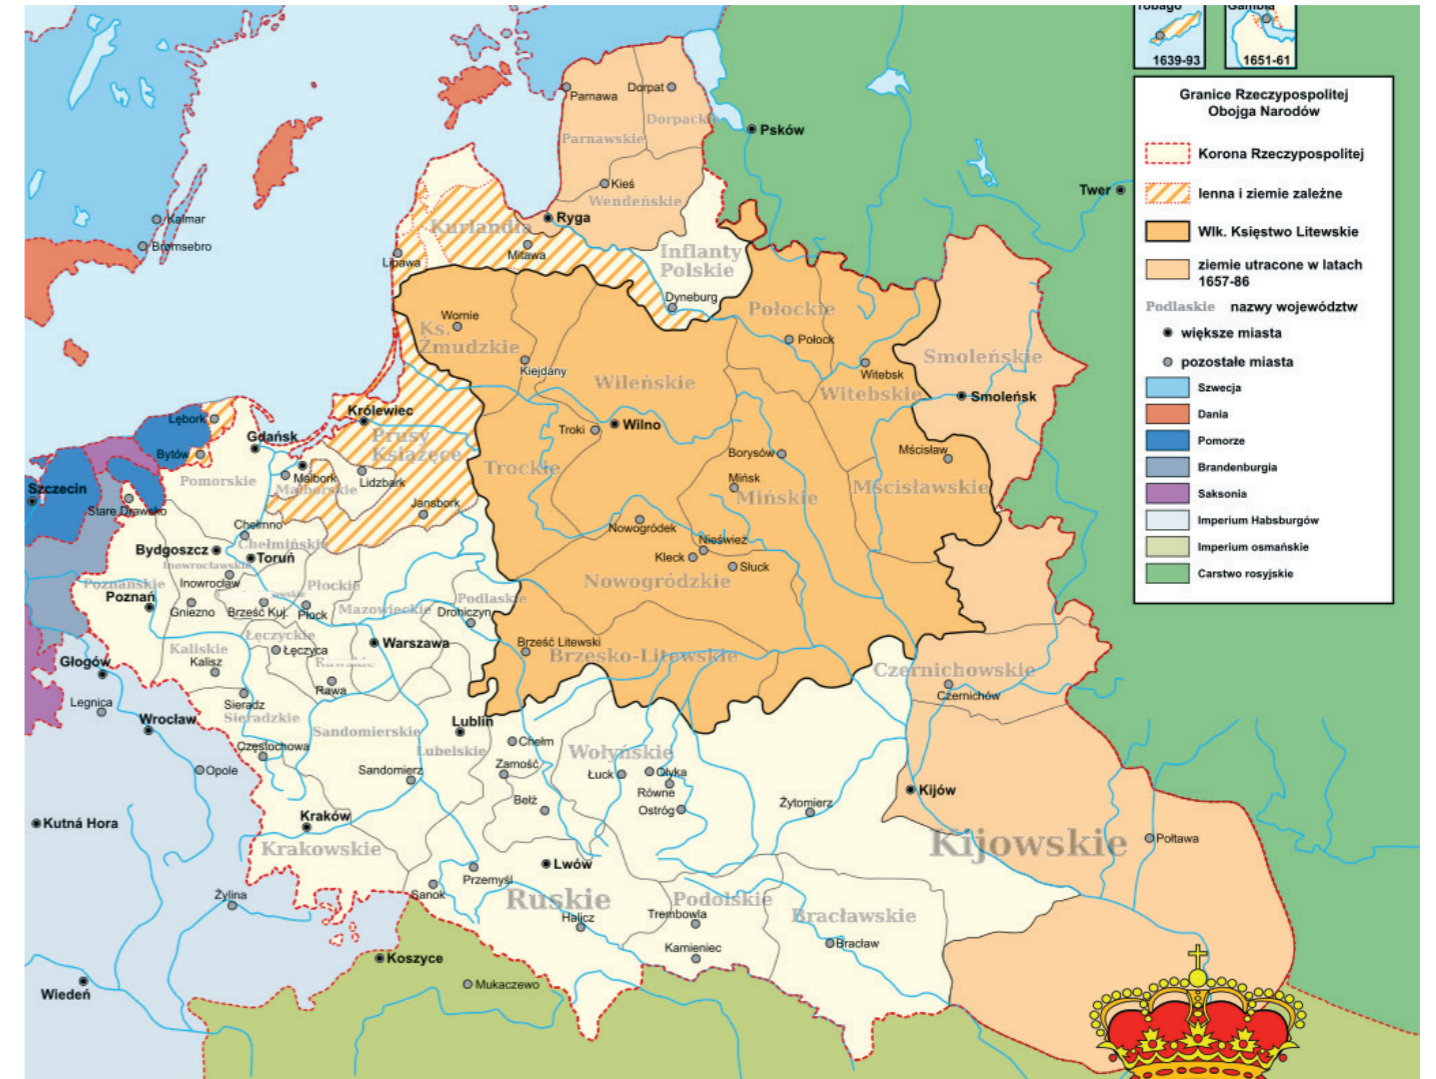 Tobago
Gambia
1639-93
1651-61
Granice Rzeczypospolitej
Obojga Narodów
Korona Rzeczypospolitej
lenna i ziemie zależne
Wlk. Księstwo Litewskie
ziemie utracone w latach
1657-86
Podlaskie nazwy województw
większe miasta
pozostałe miasta
Szwecja
Dania
Pomorze
Brandenburgia
Saksonia
Imperium Habsburgów
Imperium osmańskie
Carstwo rosyjskie
Parnawa
Dorpat
Dorpackie
Parnawskie
Psków
Kieś
Wendeńskie
Twer
Kalmar
Brømsebro
Ryga
Kurlandia
Mitawa
Lipawa
Inflanty
Polskie
Dyneburg
Wornie
Ks.
Żmudzkie
Kiejdany
Połockie
Połock
Witebsk
Witebskie
Smoleńskie
Smoleńsk
Wileńskie
Wilno
Troki
Trockie
Królewiec
Prusy
Książęce
Lębork
Bytów
Gdańsk
Pomorskie
Malbork
Malborskie
Lidzbark
Jansbork
Borysów
Mińsk
Mińskie
Mścisław
Mścisławskie
Szczecin
Stare Drawsko
Chełmno
Chełmińskie
Bydgoszcz
Toruń
Inowrocławskie
Inowrocław
Nowogródek
Nieśwież
Kleck
Słuck
Nowogródzkie
Poznańskie
Poznań
Gniezno
Brześć Kuj.
Płockie
Płock
Mazowieckie
Podlaskie
Drohiczyn
Łęczyckie
Łęczyca
Warszawa
Kaliskie
Kalisz
Rawskie
Rawa
Brześć Litewski
Brzesko-Litewskie
Czernichowskie
Czernichów
Głogów
Legnica
Wrocław
Sieradz
Sieradzkie
Sandomierskie
Lublin
Lubelskie
Częstochowa
Opole
Sandomierz
Chełm
Zamość
Bełż
Wołyńskie
Łuck
Ołyka
Równe
Ostróg
Żytomierz
Kijów
Kijowskie
Połtawa
Kutná Hora
Kraków
Krakowskie
Lwów
Przemyśl
Sanok
Żylina
Ruskie
Halicz
Podolskie
Trembowla
Kamieniec
Bracławskie
Bracław
Koszyce
Mukaczewo
Wiedeń